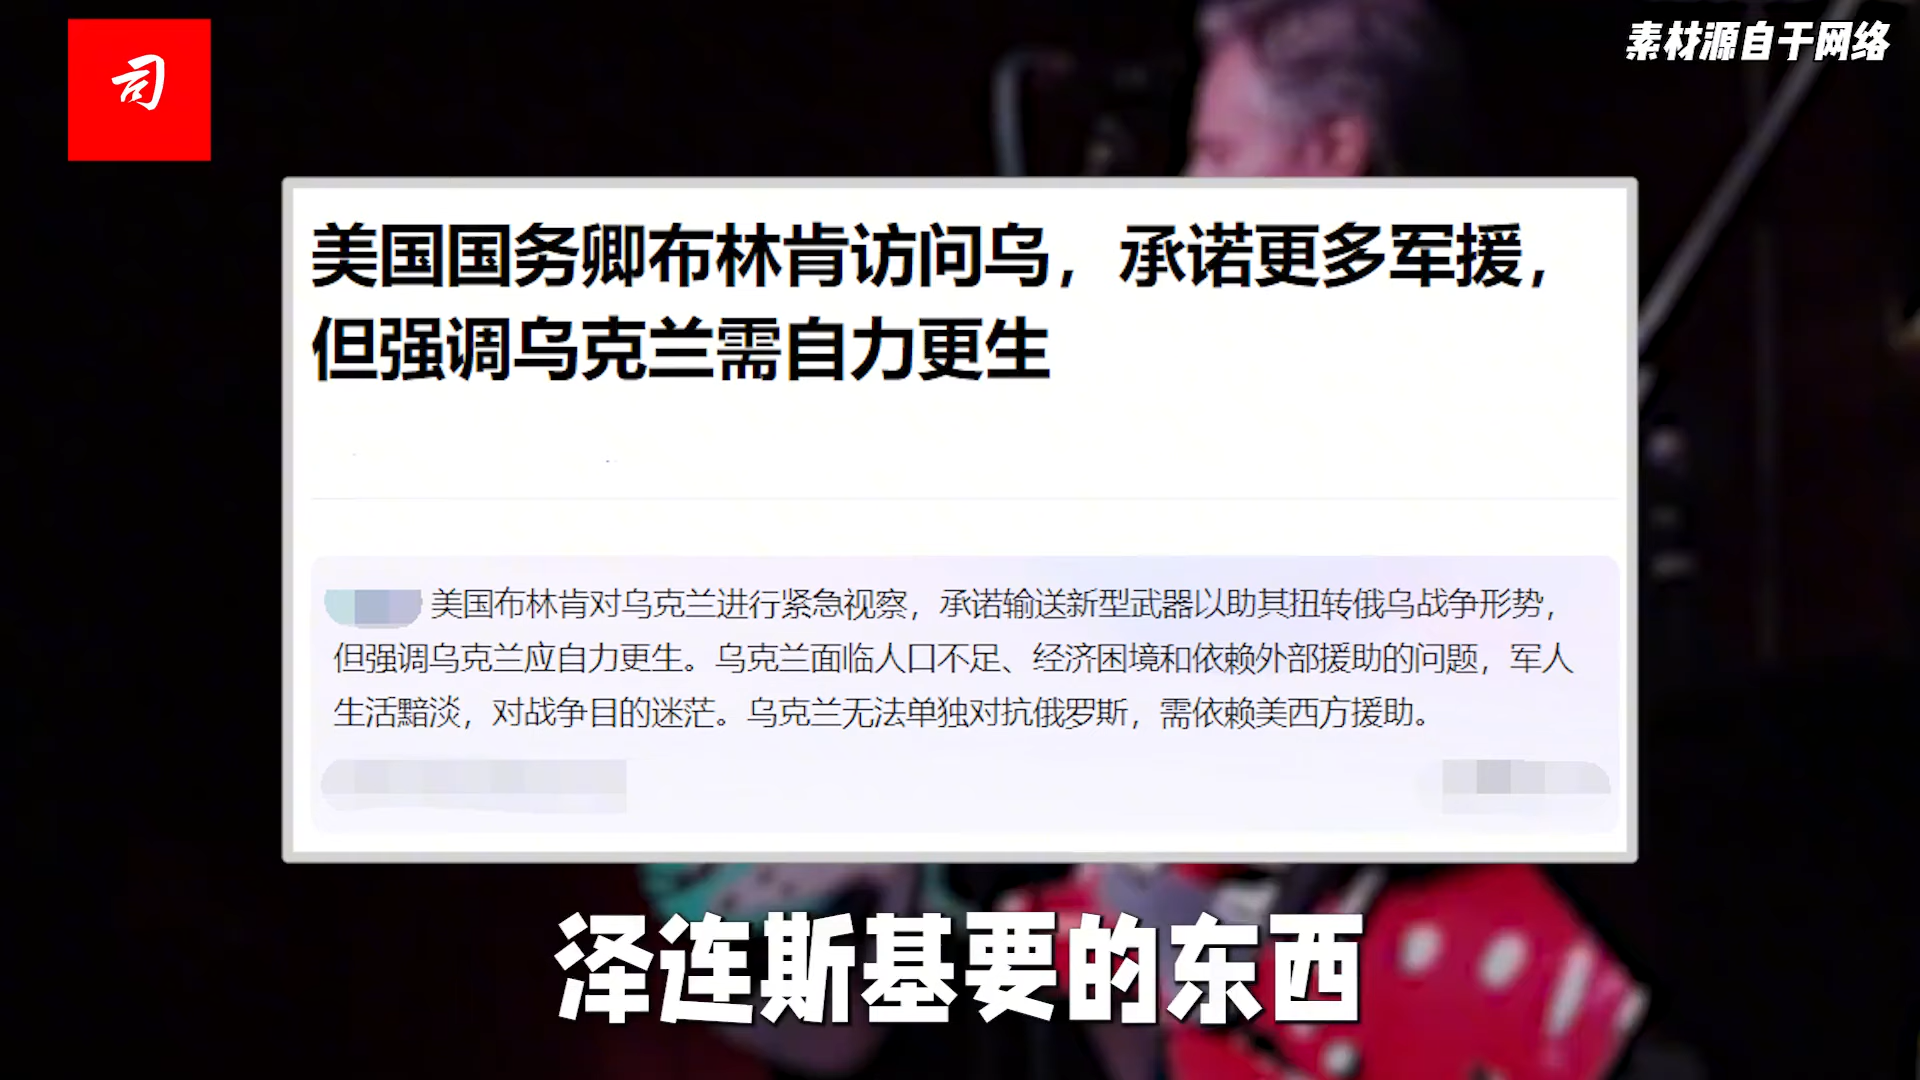 司
素材源自于网络
美国国务卿布林肯访问乌，承诺更多军援，
但强调乌克兰需自力更生
美国布林肯对乌克兰进行紧急视察，承诺输送新型武器以助其扭转俄乌战争形势，
但强调乌克兰应自力更生。乌克兰面临人口不足、经济困境和依赖外部援助的问题，军人
生活黯淡，对战争目的迷茫。乌克兰无法单独对抗俄罗斯，需依赖美西方援助。
泽连斯基要的东西